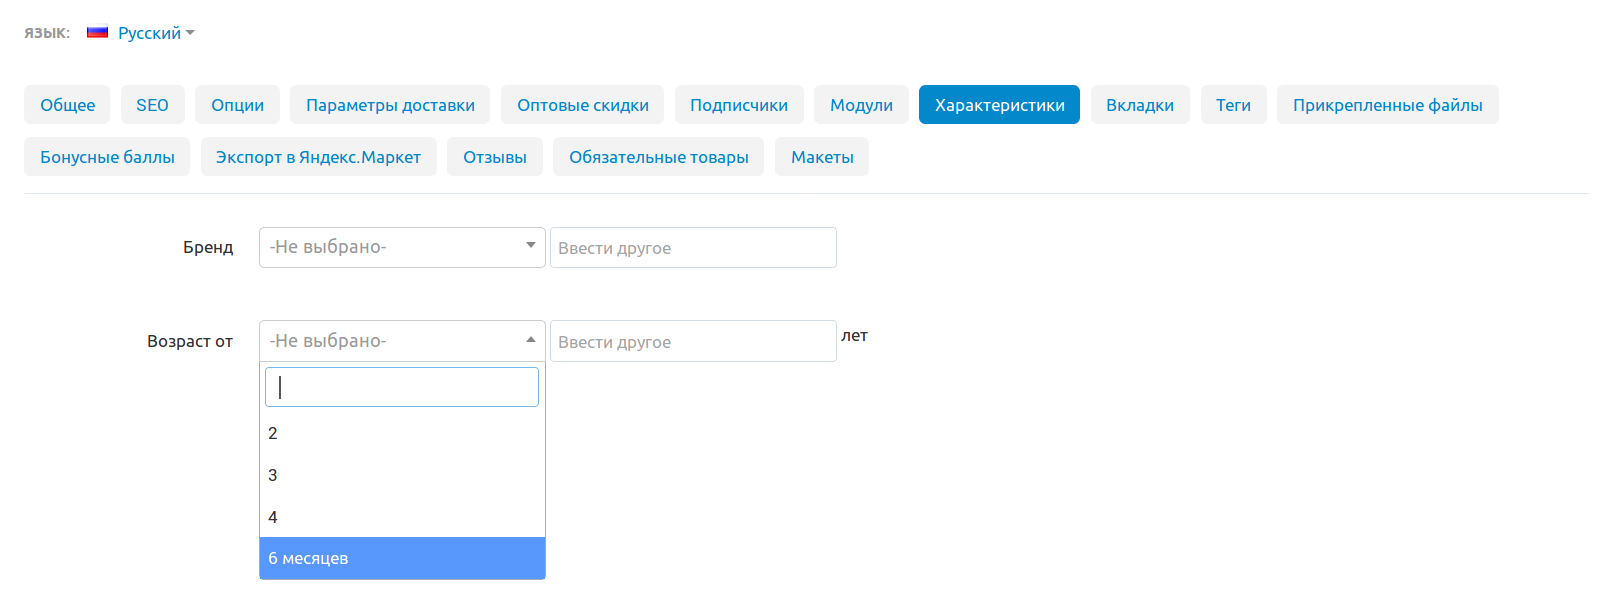 ЯЗЫК: Русский
Общее SEO Опции Параметры доставки Оптовые скидки Подписчики Модули Характеристики Вкладки Теги Прикрепленные файлы
Бонусные баллы Экспорт в Яндекс.Маркет Отзывы Обязательные товары Макеты
Бренд -Не выбрано- Ввести другое
Возраст от -Не выбрано- Ввести другое лет
2
3
4
6 месяцев